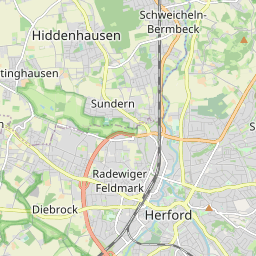 Schweicheln-
Bermbeck
Hiddenhausen
Sundern
Radewiger
Feldmark
Diebrock
Herford